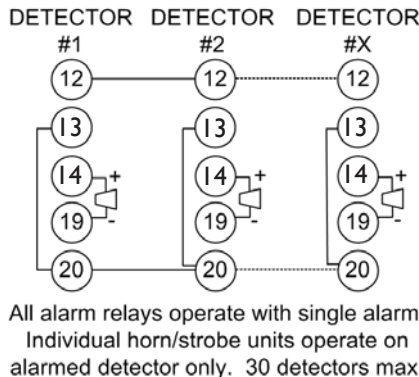 DETECTOR DETECTOR DETECTOR
#1 #2 #X
12 12 12
13 13 13
14 + 14 + 14 +
19 - 19 - 19 -
20 20 20
All alarm relays operate with single alarm
Individual horn/strobe units operate on
alarmed detector only. 30 detectors max